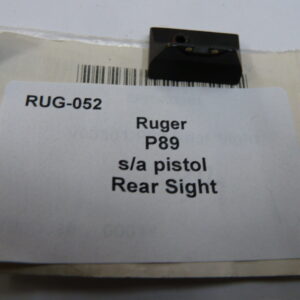 RUG-052
Ruger
P89
s/a pistol
Rear Sight